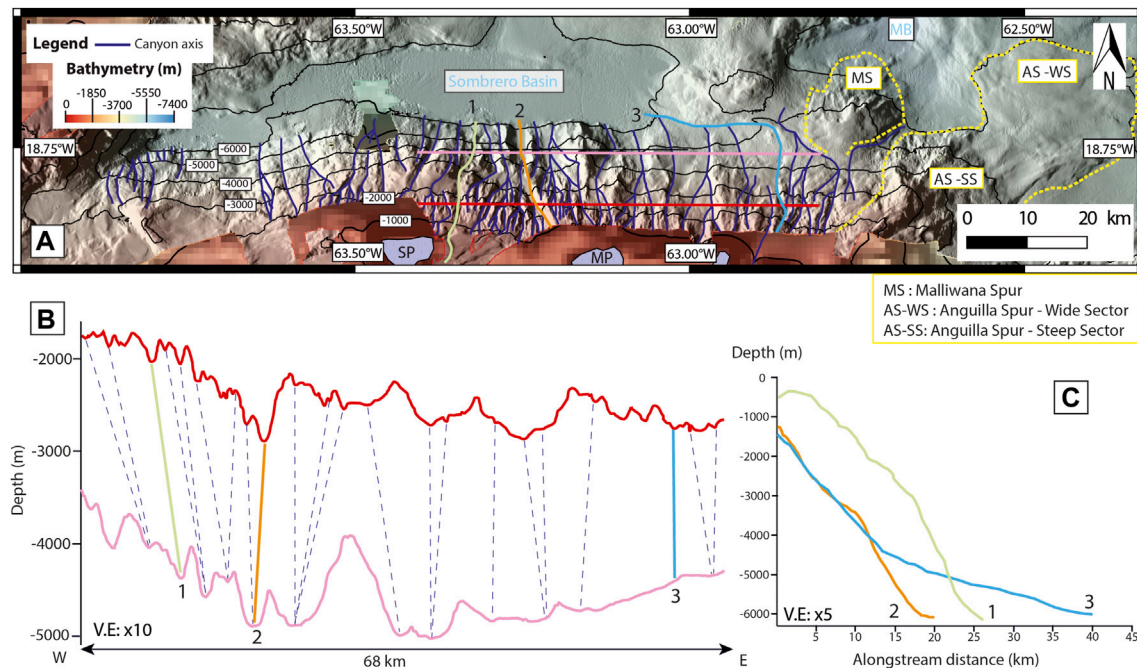 63.50°W
63.00°W
62.50°W
MB
Legend
Canyon axis
Bathymetry (m)
0
-1850
-3700
-5550
-7400
Sombrero Basin
MS
AS -WS
N
1
2
3
18.75°W
18.75°W
-6000
-5000
-4000
-3000
-2000
-1000
AS -SS
0
10
20
km
A
63.50°W
SP
MP
63.00°W
MS : Malliwana Spur
AS-WS : Anguilla Spur - Wide Sector
AS-SS: Anguilla Spur - Steep Sector
B
Depth (m)
-2000
-3000
-4000
-5000
1
2
3
V.E: x10
W
68 km
E
Depth (m)
C
0
-1000
-2000
-3000
-4000
-5000
-6000
V.E: x5
2
1
3
5
10
15
20
25
30
35
40
45
Alongstream distance (km)